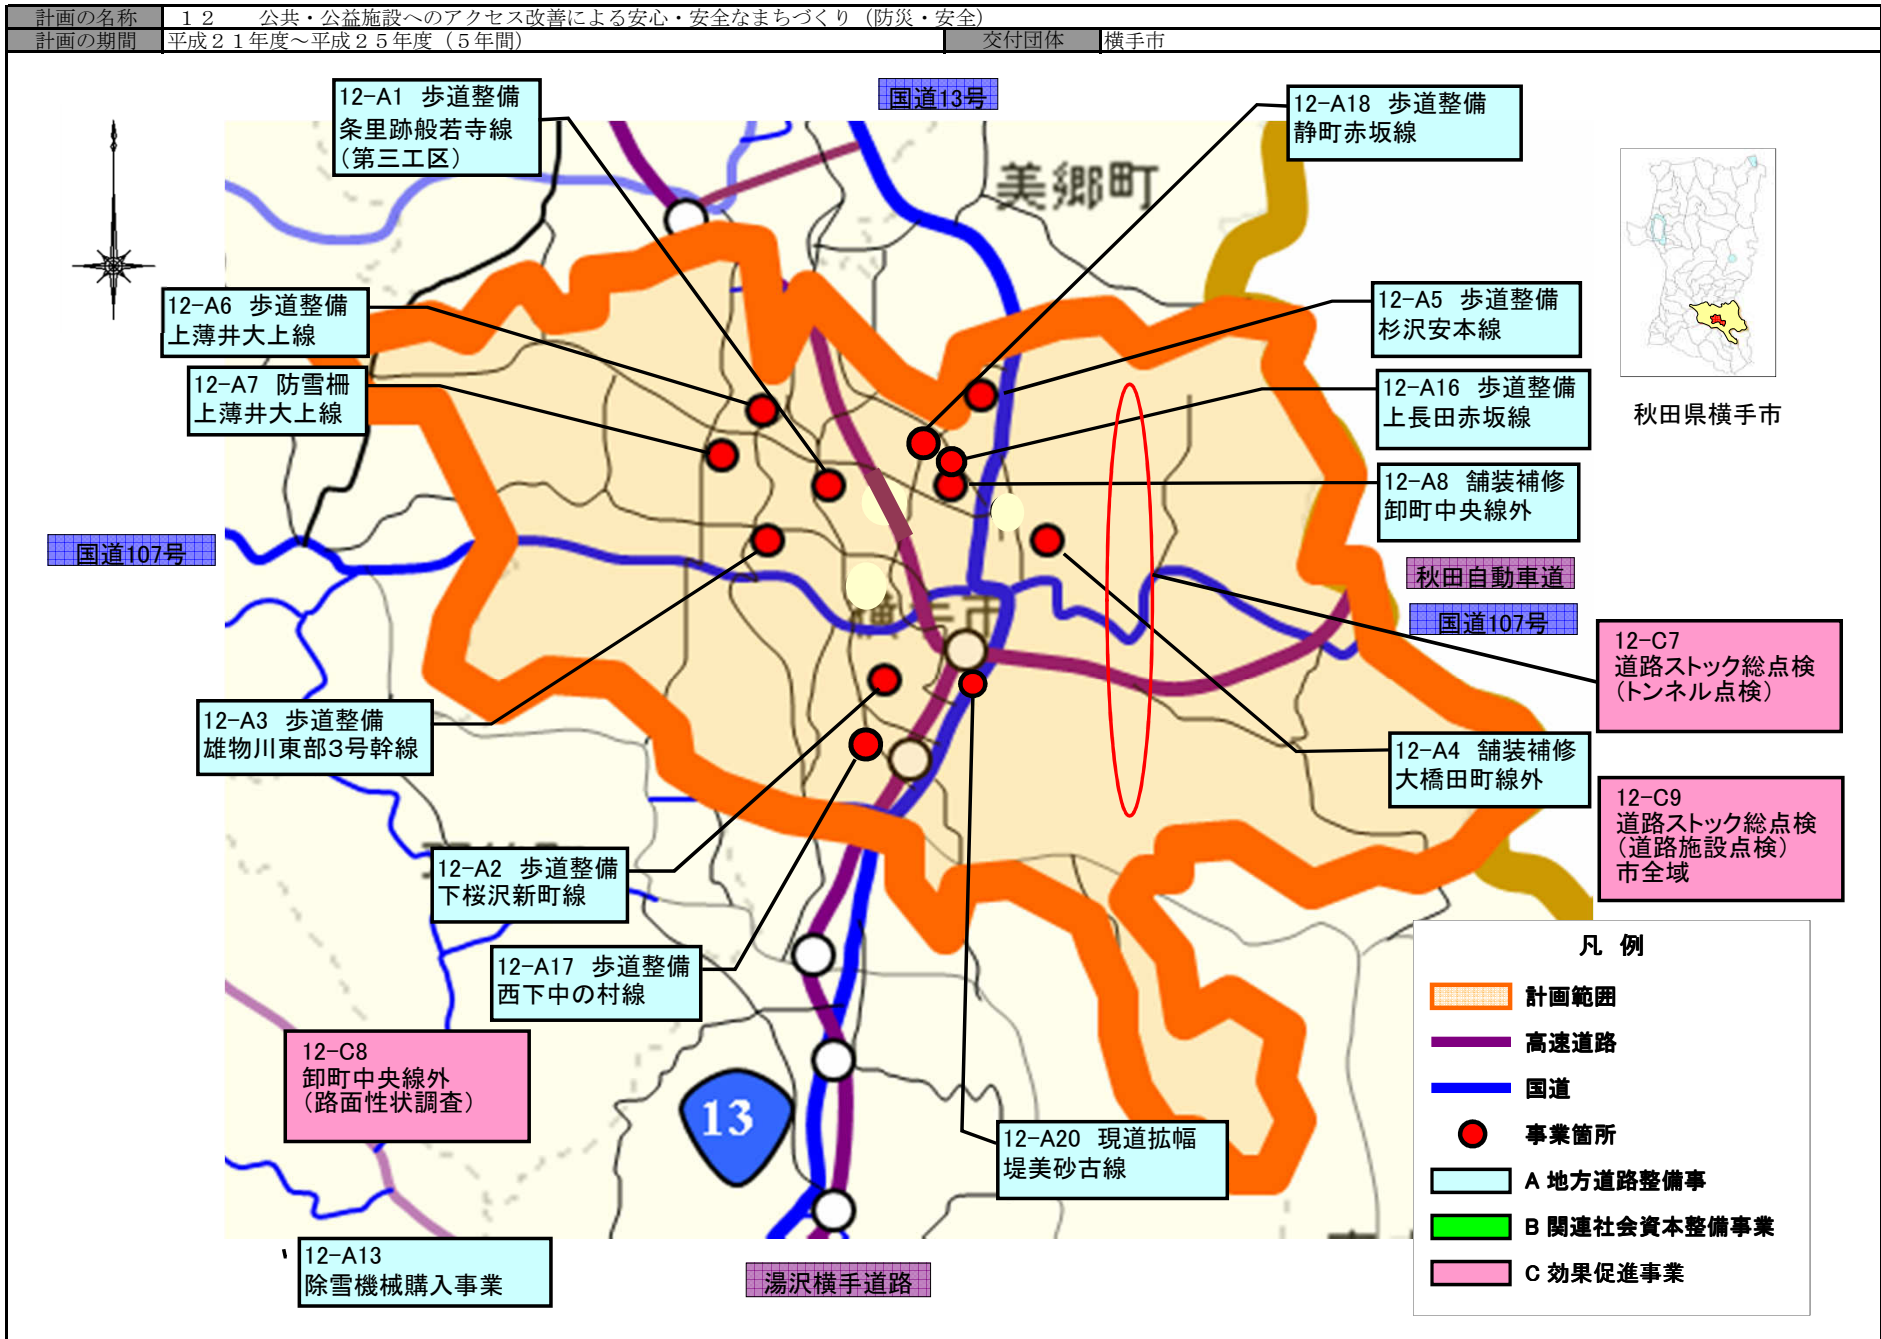 計画の名称 １２　公共・公益施設へのアクセス改善による安心・安全なまちづくり（防災・安全）
計画の期間 平成２１年度～平成２５年度（５年間） 交付団体 横手市
12-A1 歩道整備
条里跡般若寺線
（第三工区）
国道13号
12-A18 歩道整備
静町赤坂線
美郷町
12-A6 歩道整備
上薄井大上線
12-A5 歩道整備
杉沢安本線
12-A7 防雪柵
上薄井大上線
12-A16 歩道整備
上長田赤坂線
秋田県横手市
12-A8 舗装補修
卸町中央線外
国道107号
秋田自動車道
国道107号
横手市
12-C7
道路ストック総点検
（トンネル点検）
12-A3 歩道整備
雄物川東部3号幹線
12-A4 舗装補修
大橋田町線外
12-C9
道路ストック総点検
（道路施設点検）
市全域
12-A2 歩道整備
下桜沢新町線
12-A17 歩道整備
西下中の村線
12-C8
卸町中央線外
（路面性状調査）
13
12-A20 現道拡幅
堤美砂古線
12-A13
除雪機械購入事業
湯沢横手道路
凡 例
計画範囲
高速道路
国道
事業箇所
A 地方道路整備事
B 関連社会資本整備事業
C 効果促進事業